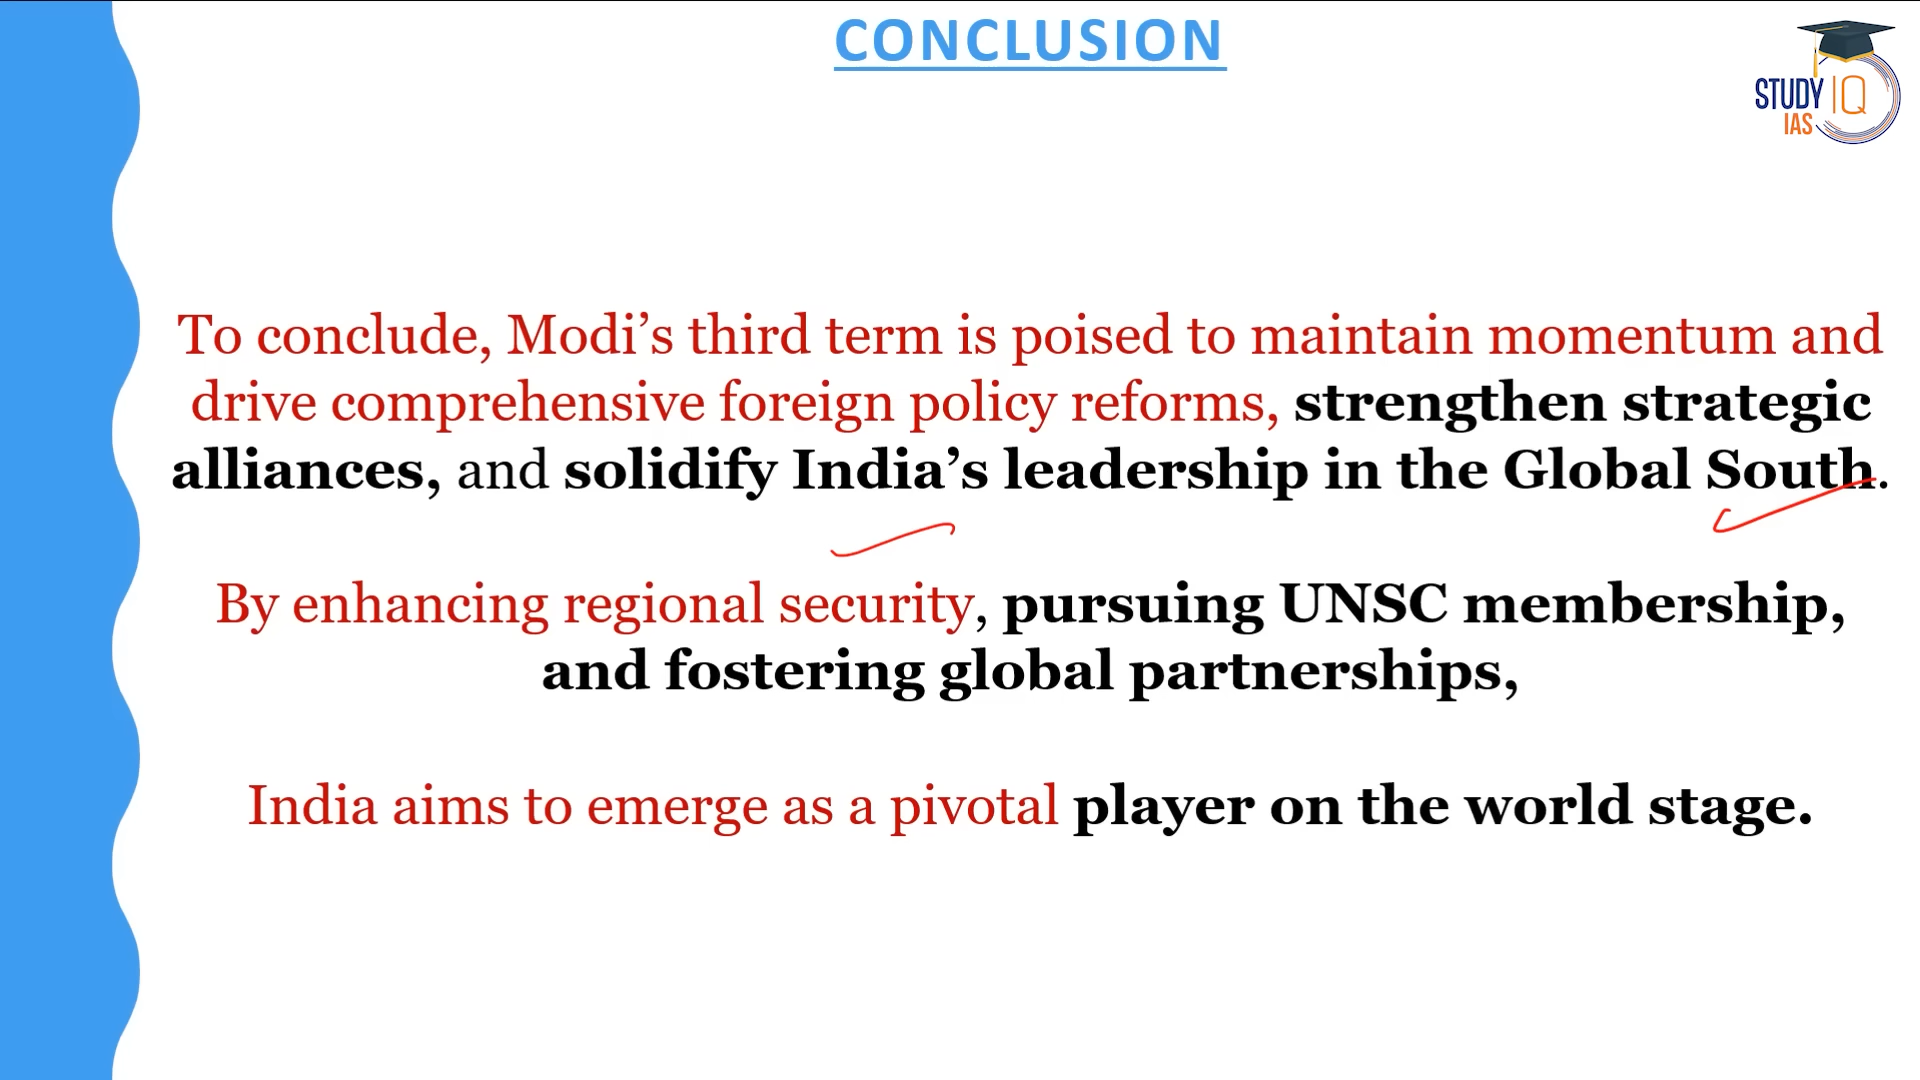 CONCLUSION
STUDY IQ
IAS
To conclude, Modi’s third term is poised to maintain momentum and
drive comprehensive foreign policy reforms, strengthen strategic
alliances, and solidify India’s leadership in the Global South.
By enhancing regional security, pursuing UNSC membership,
and fostering global partnerships,
India aims to emerge as a pivotal player on the world stage.